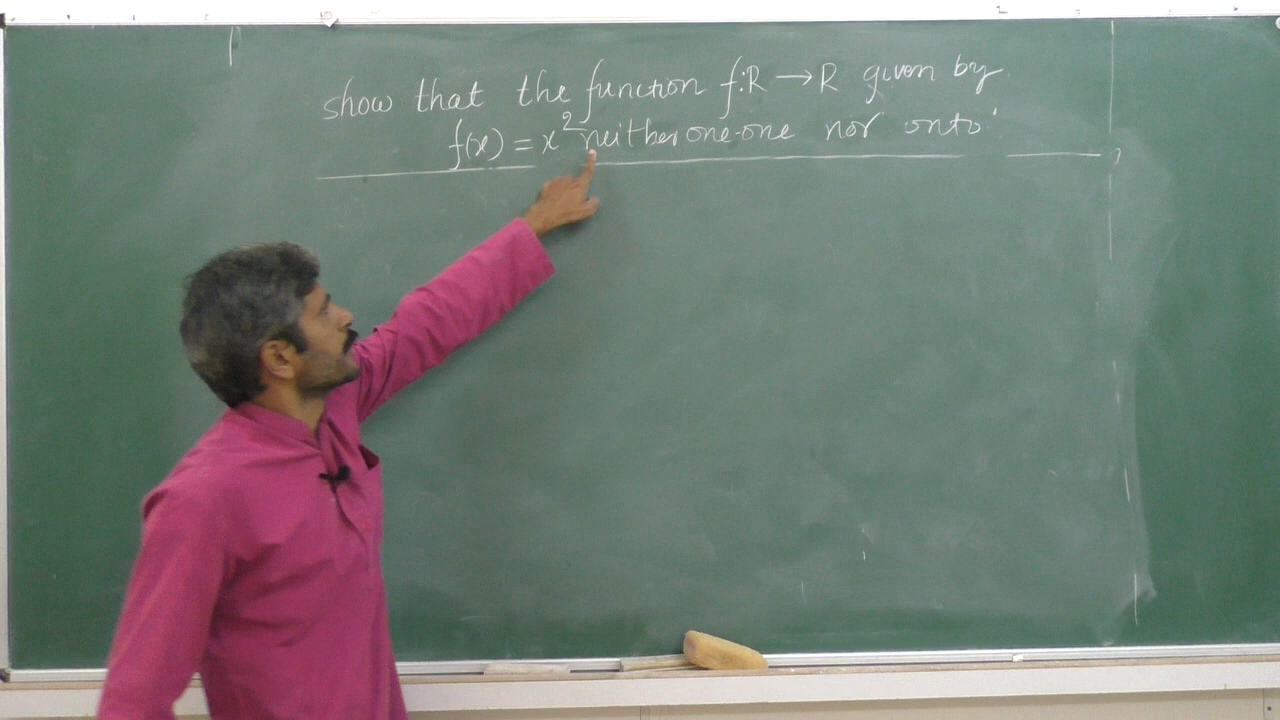 show that the function f:R → R given by
f(x) = x² neither one-one nor onto